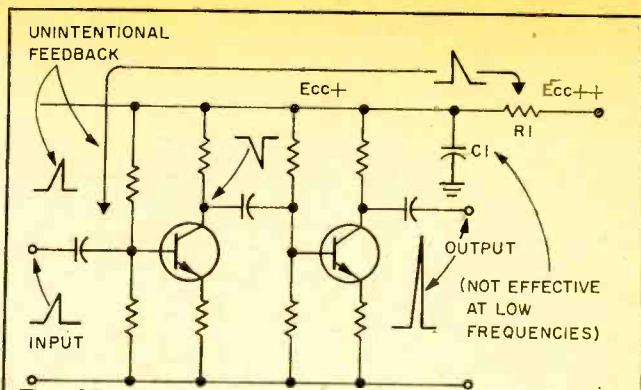 UNINTENTIONAL
FEEDBACK
Ecc+
Ecc++
R1
C1
OUTPUT
(NOT EFFECTIVE
AT LOW
FREQUENCIES)
INPUT